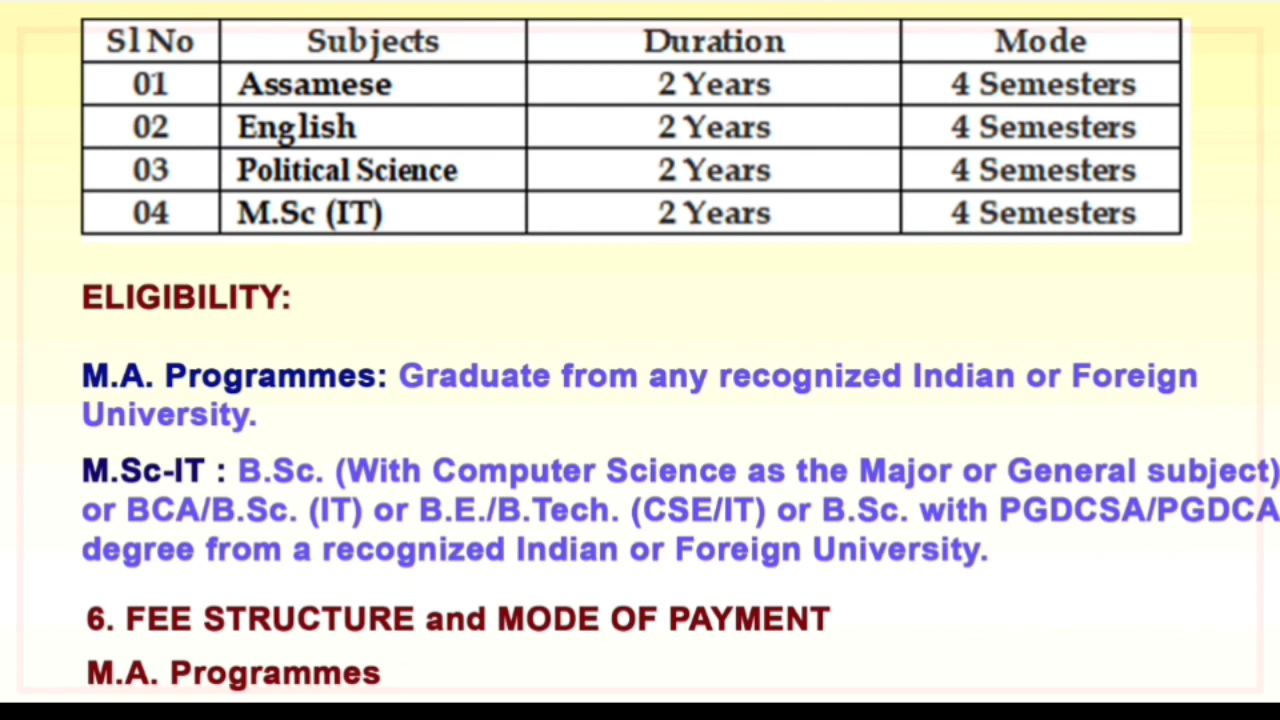 Sl No Subjects Duration Mode
01 Assamese 2 Years 4 Semesters
02 English 2 Years 4 Semesters
03 Political Science 2 Years 4 Semesters
04 M.Sc (IT) 2 Years 4 Semesters
ELIGIBILITY:
M.A. Programmes: Graduate from any recognized Indian or Foreign
University.
M.Sc-IT : B.Sc. (With Computer Science as the Major or General subject)
or BCA/B.Sc. (IT) or B.E./B.Tech. (CSE/IT) or B.Sc. with PGDCSA/PGDCA
degree from a recognized Indian or Foreign University.
6. FEE STRUCTURE and MODE OF PAYMENT
M.A. Programmes